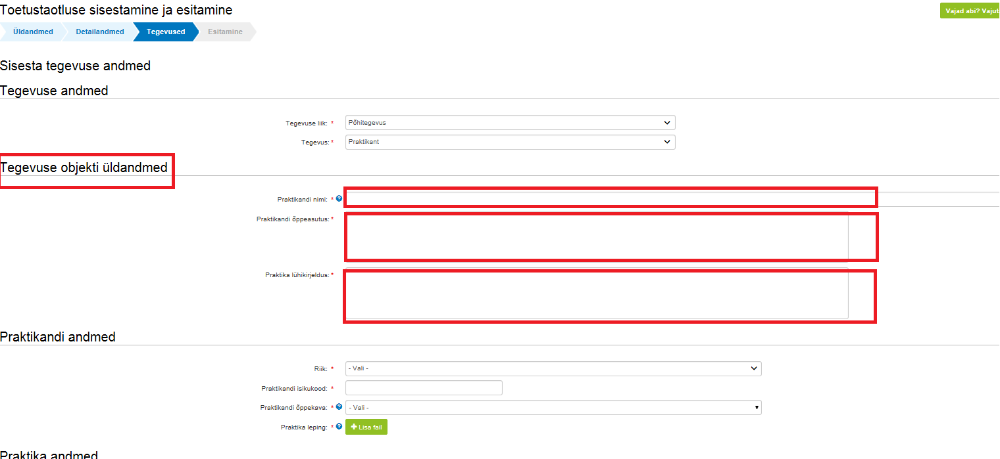 Toetustaotluse sisestamine ja esitamine
Vajad abi? Vajut
Üldandmed Detailandmed Tegevused Esitamine
Sisesta tegevuse andmed
Tegevuse andmed
Tegevuse liik: * Põhitegevus
Tegevus: * Praktikant
Tegevuse objekti üldandmed
Praktikandi nimi: * ?
Praktikandi õppeasutus: *
Praktika lühikirjeldus: *
Praktikandi andmed
Riik: * - Vali -
Praktikandi isikukood: *
Praktikandi õppekava: * ? - Vali -
Praktika leping: * ? + Lisa fail
Praktika andmed